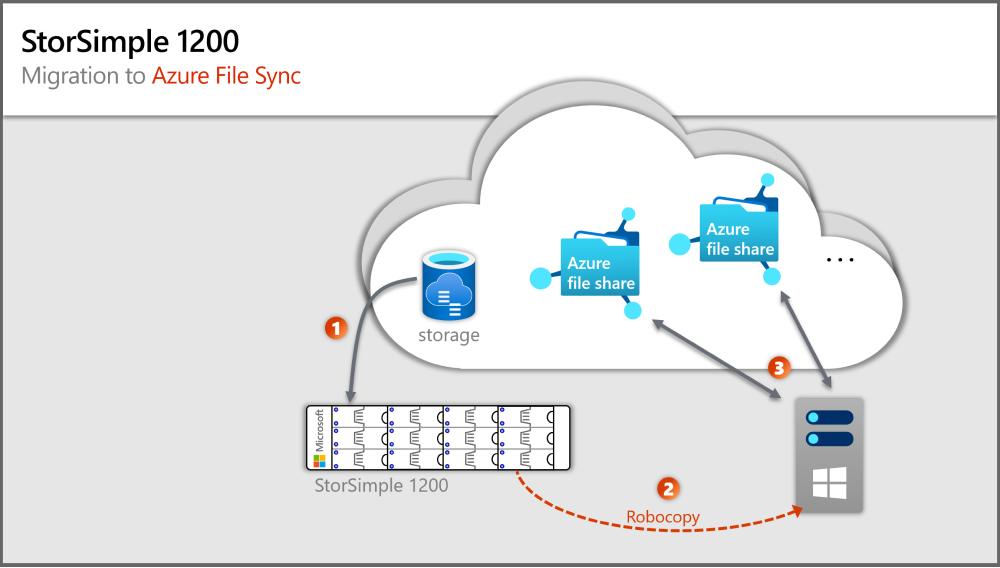 StorSimple 1200
Migration to Azure File Sync
Azure
file share
Azure
file share
...
storage
1
3
Microsoft
StorSimple 1200
2
Robocopy